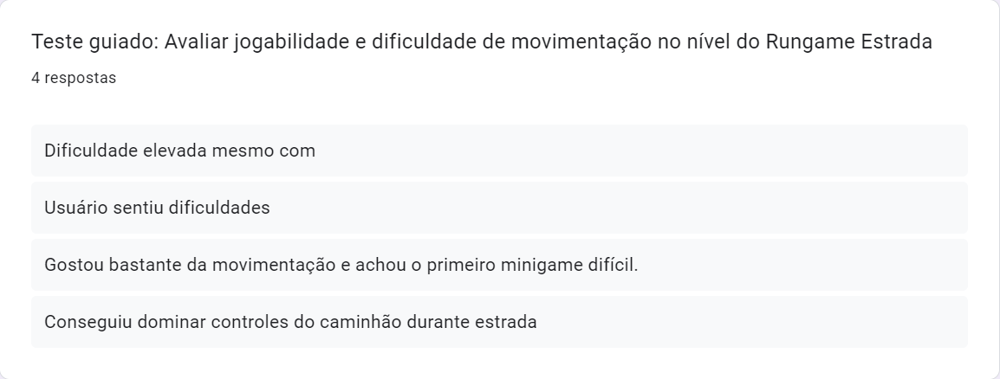 Teste guiado: Avaliar jogabilidade e dificuldade de movimentação no nível do Rungame Estrada
4 respostas
Dificuldade elevada mesmo com
Usuário sentiu dificuldades
Gostou bastante da movimentação e achou o primeiro minigame difícil.
Conseguiu dominar controles do caminhão durante estrada